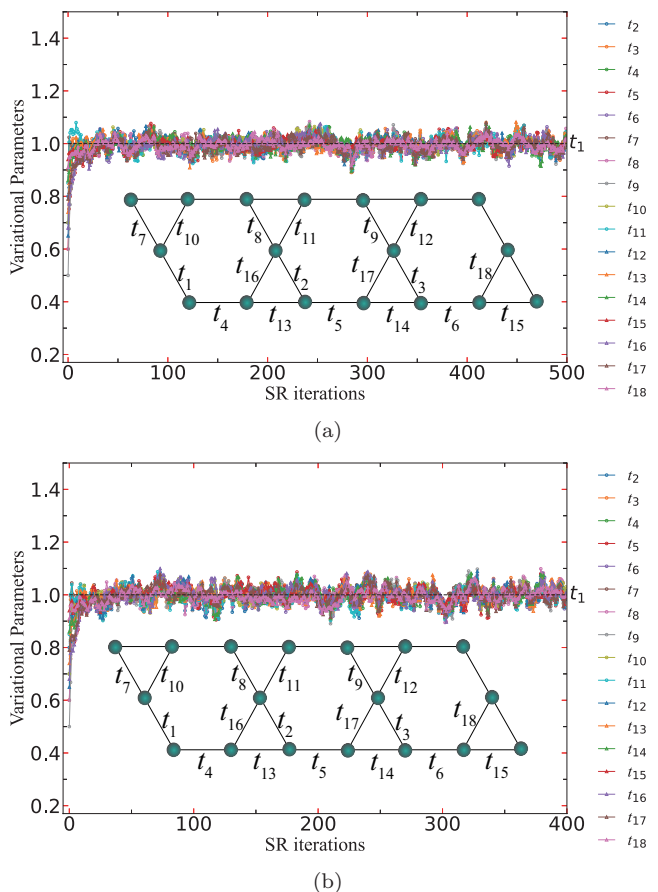 1.4
1.2
1.0
0.8
0.6
0.4
0.2
Variational Parameters
t1
t7
t10
t8
t11
t9
t12
t1
t16
t2
t17
t3
t18
t4
t13
t5
t14
t6
t15
0
100
200
300
400
500
SR iterations
t2
t3
t4
t5
t6
t7
t8
t9
t10
t11
t12
t13
t14
t15
t16
t17
t18
(a)
1.4
1.2
1.0
0.8
0.6
0.4
0.2
Variational Parameters
t1
t7
t10
t8
t11
t9
t12
t1
t16
t2
t17
t3
t18
t4
t13
t5
t14
t6
t15
0
100
200
300
400
SR iterations
t2
t3
t4
t5
t6
t7
t8
t9
t10
t11
t12
t13
t14
t15
t16
t17
t18
(b)